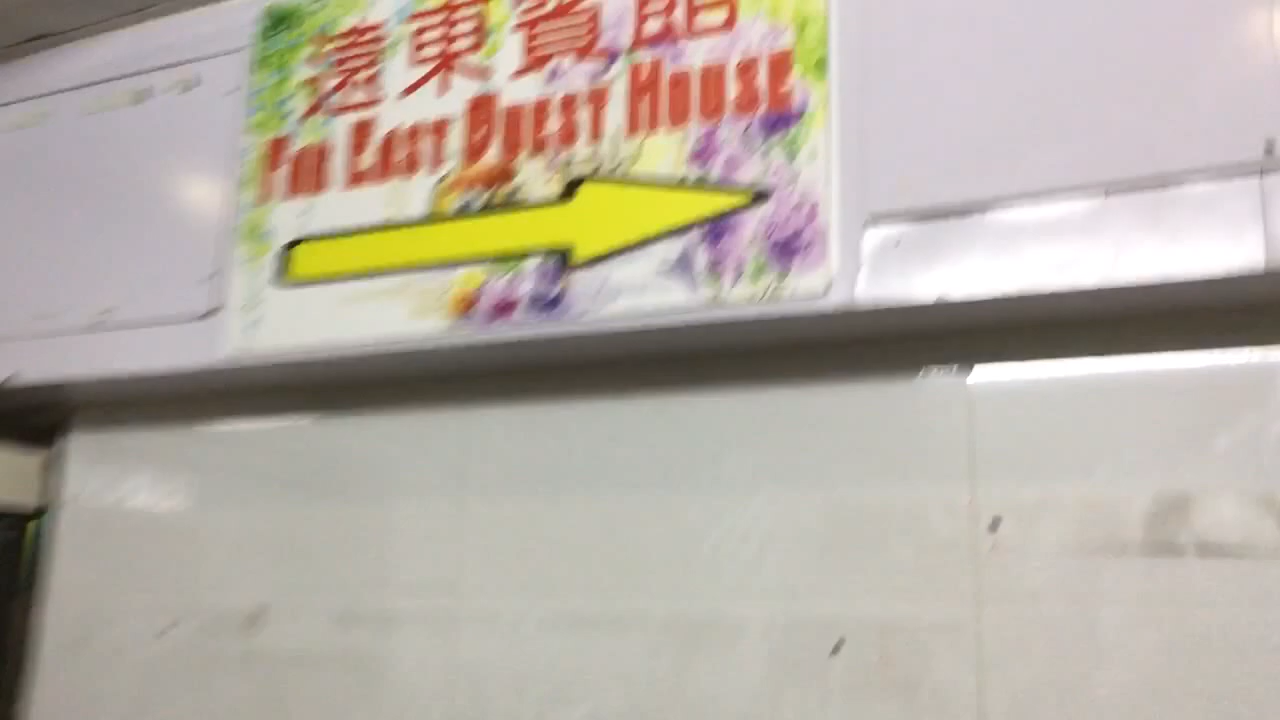 遠東賓館
Far East Guest House